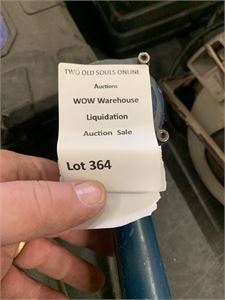 TWO OLD SOULS ONLINE
Auctions
WOW Warehouse
Liquidation
Auction Sale
Lot 364